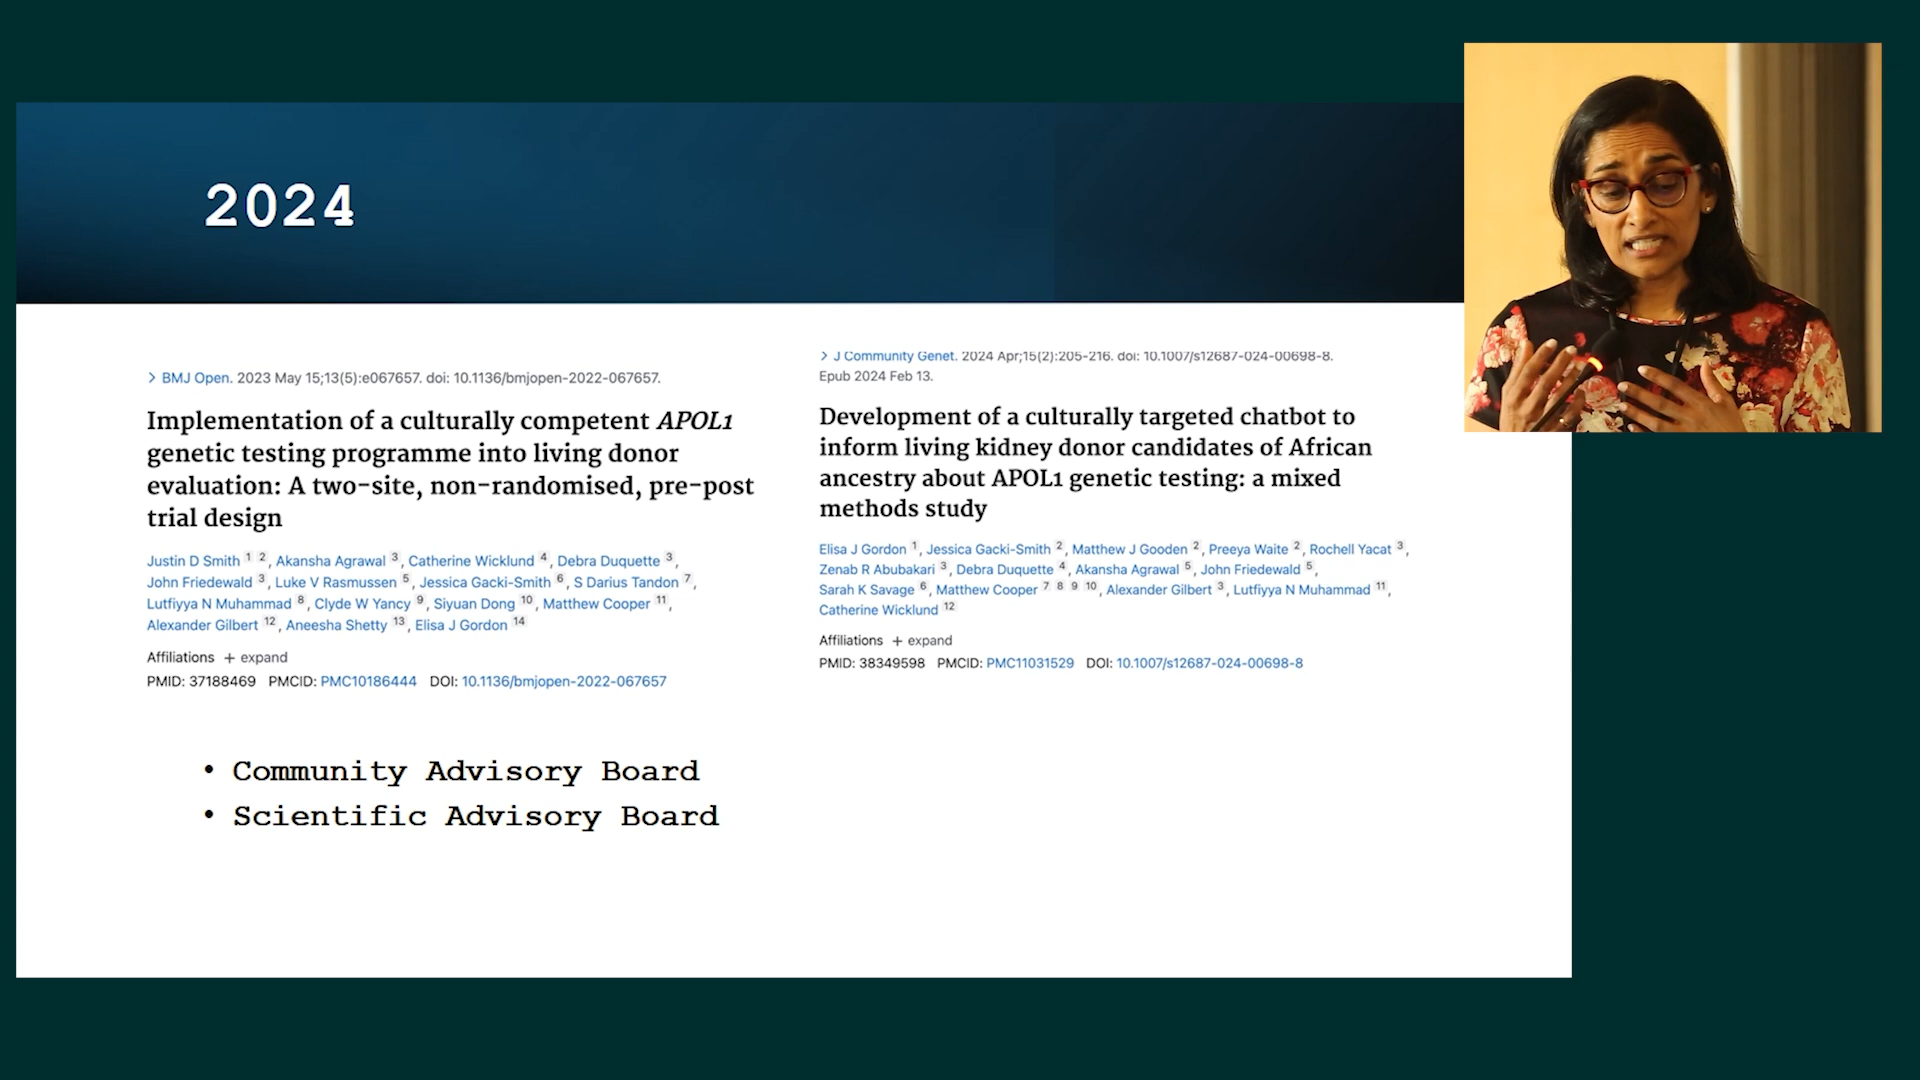 2024
> BMJ Open. 2023 May 15;13(5):e067657. doi: 10.1136/bmjopen-2022-067657.
Implementation of a culturally competent APOL1
genetic testing programme into living donor
evaluation: A two-site, non-randomised, pre-post
trial design
Justin D Smith 1 2, Akansha Agrawal 3, Catherine Wicklund 4, Debra Duquette 3,
John Friedewald 3, Luke V Rasmussen 5, Jessica Gacki-Smith 6, S Darius Tandon 7,
Lutfiyya N Muhammad 8, Clyde W Yancy 9, Siyuan Dong 10, Matthew Cooper 11,
Alexander Gilbert 12, Aneesha Shetty 13, Elisa J Gordon 14
Affiliations + expand
PMID: 37188469 PMCID: PMC10186444 DOI: 10.1136/bmjopen-2022-067657
> J Community Genet. 2024 Apr;15(2):205-216. doi: 10.1007/s12687-024-00698-8.
Epub 2024 Feb 13.
Development of a culturally targeted chatbot to
inform living kidney donor candidates of African
ancestry about APOL1 genetic testing: a mixed
methods study
Elisa J Gordon 1, Jessica Gacki-Smith 2, Matthew J Gooden 2, Preeya Waite 2, Rochell Yacat 3,
Zenab R Abubakari 3, Debra Duquette 4, Akansha Agrawal 5, John Friedewald 5,
Sarah K Savage 6, Matthew Cooper 7 8 9 10, Alexander Gilbert 3, Lutfiyya N Muhammad 11,
Catherine Wicklund 12
Affiliations + expand
PMID: 38349598 PMCID: PMC11031529 DOI: 10.1007/s12687-024-00698-8
• Community Advisory Board
• Scientific Advisory Board